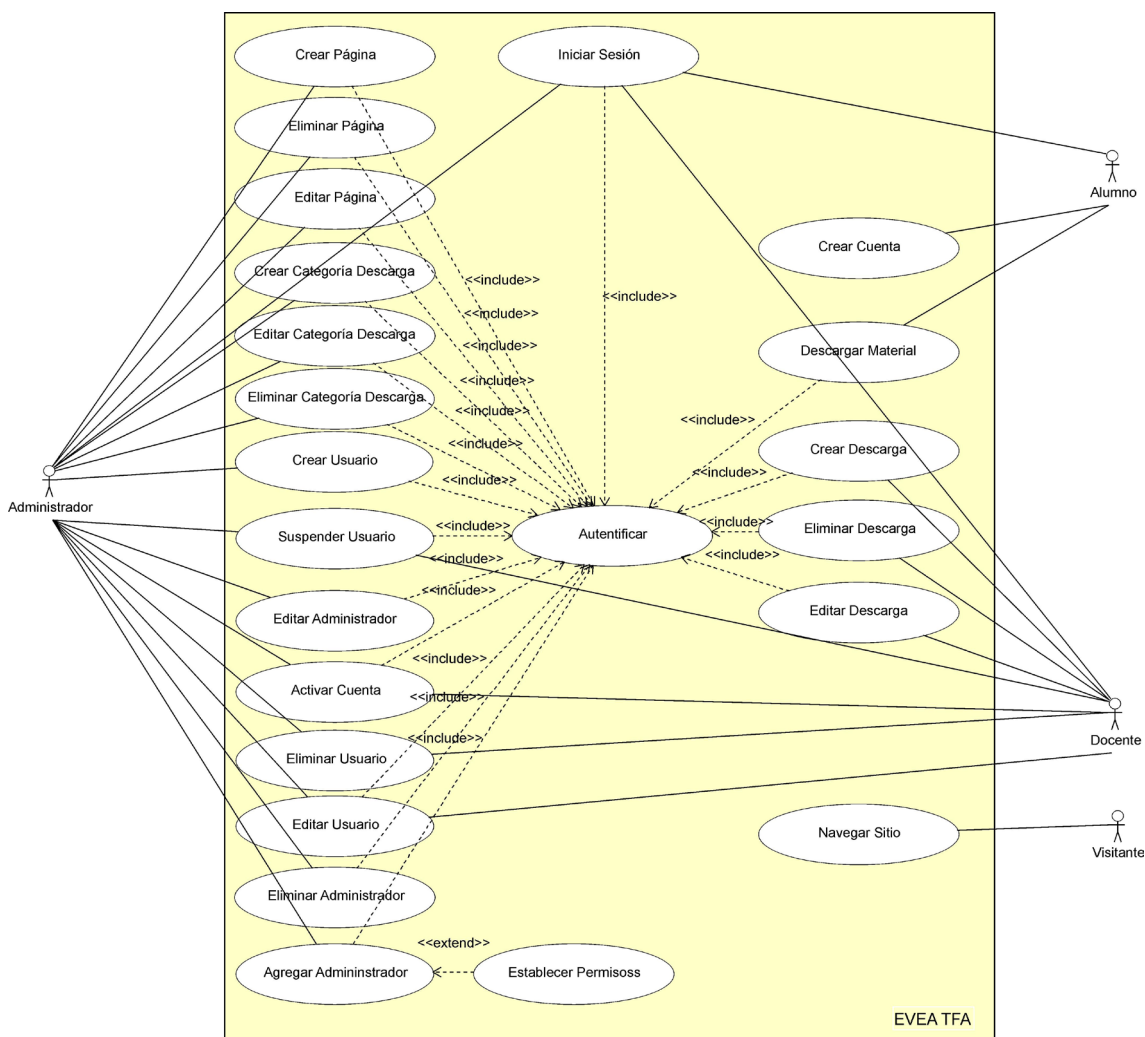 Crear Página
Iniciar Sesión
Eliminar Página
Alumno
Editar Página
Crear Cuenta
Crear Categoría Descarga
<<include>>
<<include>>
Editar Categoría Descarga
<<include>>
<<include>>
Descargar Material
<<include>>
Eliminar Categoría Descarga
<<include>>
<<include>>
Crear Usuario
<<include>>
Crear Descarga
<<include>>
<<include>>
Administrador
Suspender Usuario
<<include>>
Autentificar
<<include>>
Eliminar Descarga
<<include>>
<<include>>
Editar Administrador
<<include>>
Editar Descarga
<<include>>
Activar Cuenta
<<include>>
Docente
Eliminar Usuario
<<include>>
Editar Usuario
Navegar Sitio
Visitante
Eliminar Administrador
<<extend>>
Agregar Admininstrador
Establecer Permisoss
EVEA TFA